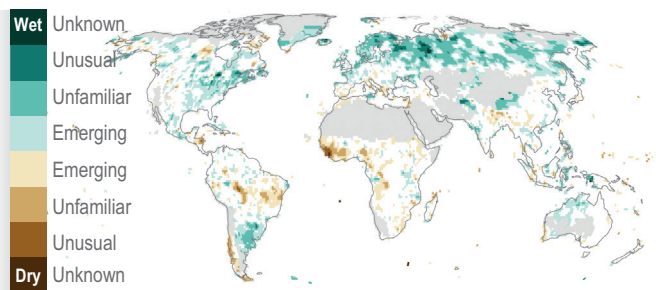 Wet Unknown
Unusual
Unfamiliar
Emerging
Emerging
Unfamiliar
Unusual
Dry Unknown